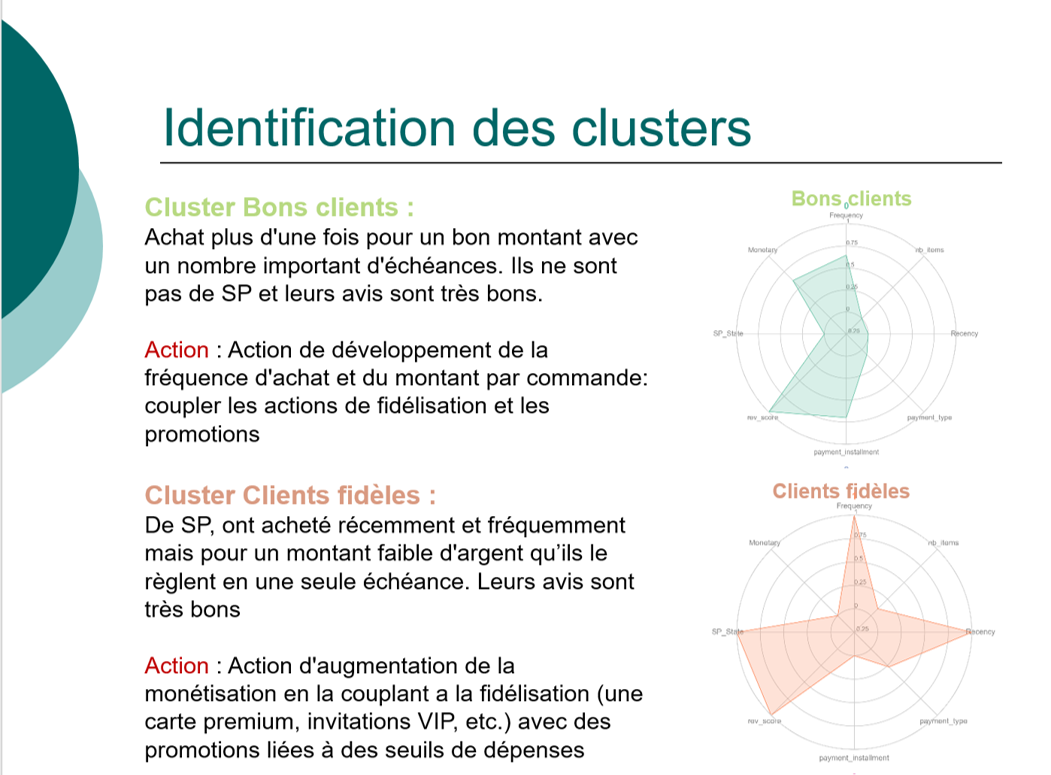 Identification des clusters
Cluster Bons clients :
Achat plus d'une fois pour un bon montant avec
un nombre important d'échéances. Ils ne sont
pas de SP et leurs avis sont très bons.
Action : Action de développement de la
fréquence d'achat et du montant par commande:
coupler les actions de fidélisation et les
promotions
Cluster Clients fidèles :
De SP, ont acheté récemment et fréquemment
mais pour un montant faible d'argent qu’ils le
règlent en une seule échéance. Leurs avis sont
très bons
Action : Action d'augmentation de la
monétisation en la couplant a la fidélisation (une
carte premium, invitations VIP, etc.) avec des
promotions liées à des seuils de dépenses
Bons clients
0
Frequency
1
Monetary
0.75
nb_items
0.5
0.25
0
SP_State
Recency
rev_score
payment_type
payment_installment
Clients fidèles
Frequency
1
Monetary
0.75
nb_items
0.5
0.25
0
SP_State
0.25
Recency
rev_score
payment_type
payment_installment